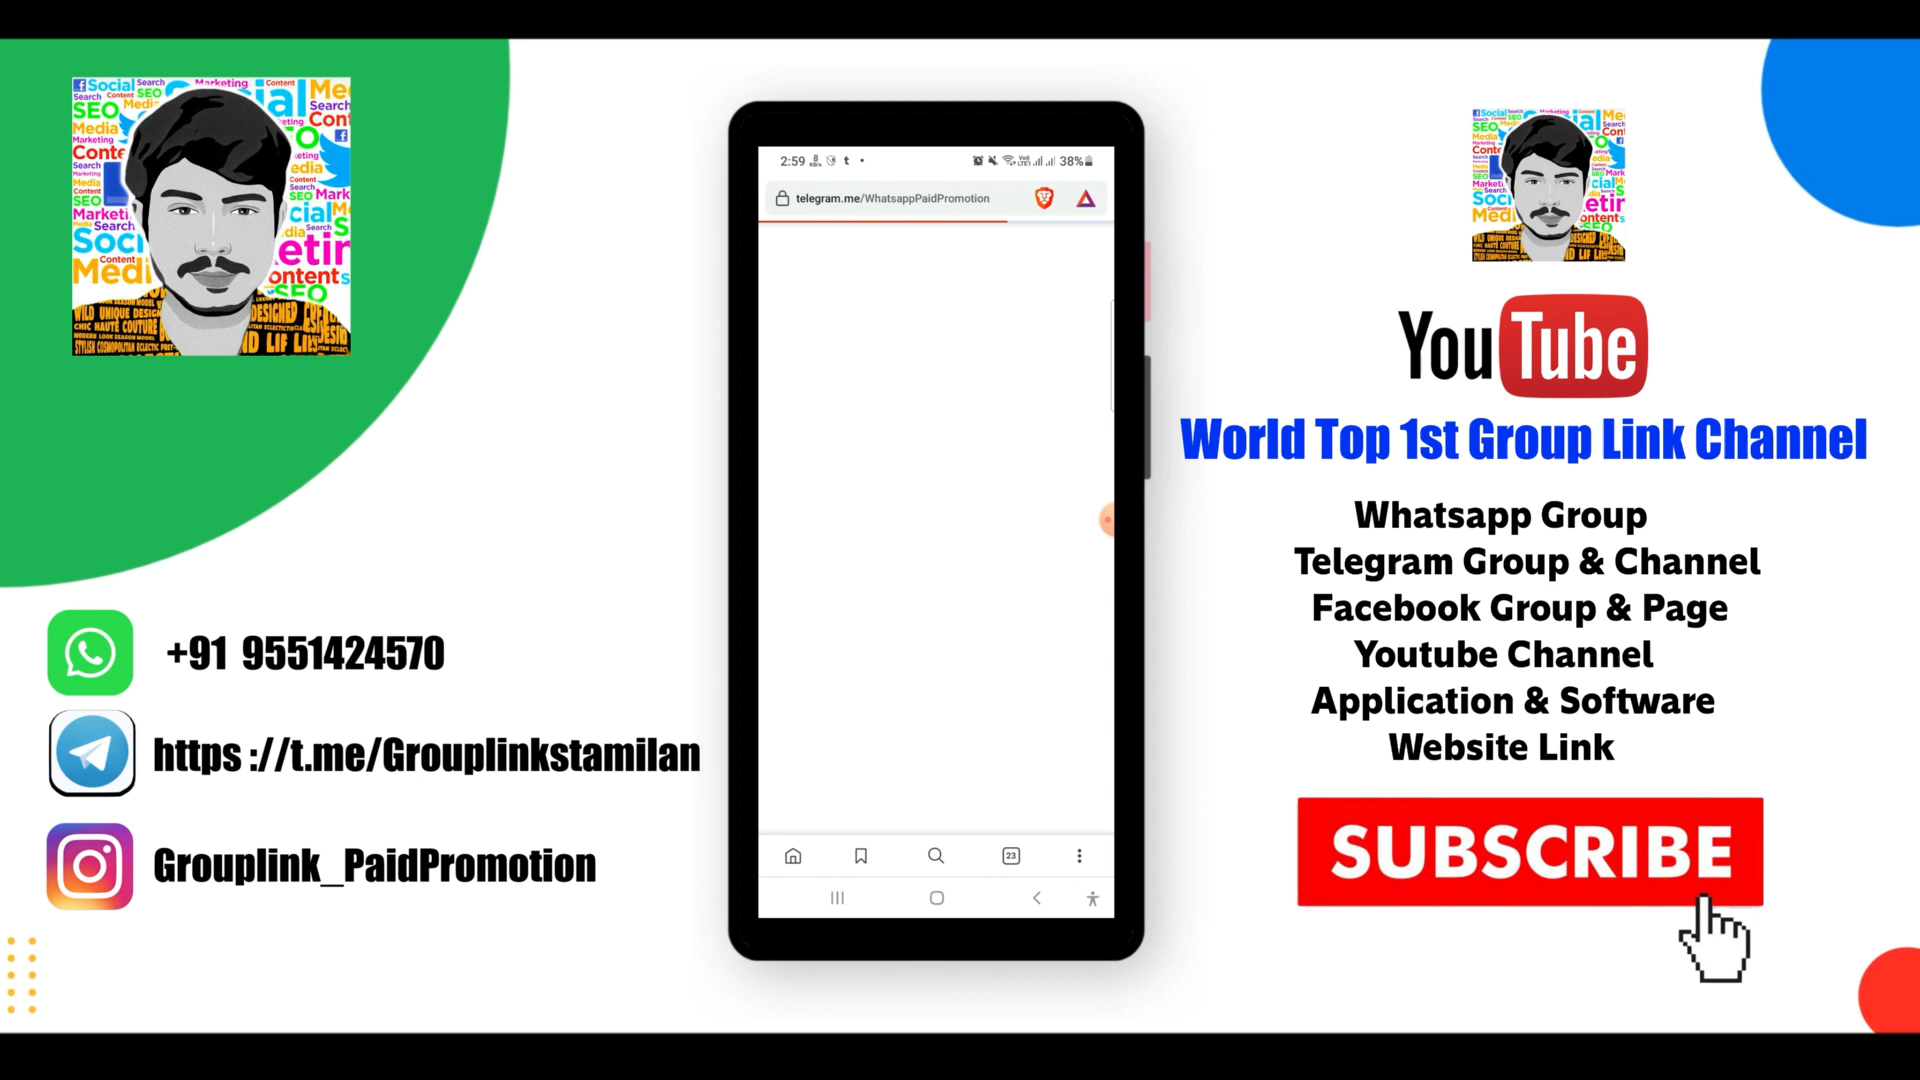 +91 9551424570
https ://t.me/Grouplinkstamilan
Grouplink_PaidPromotion
2:59
38%
telegram.me/WhatsappPaidPromotion
23
YouTube
World Top 1st Group Link Channel
Whatsapp Group
Telegram Group & Channel
Facebook Group & Page
Youtube Channel
Application & Software
Website Link
SUBSCRIBE